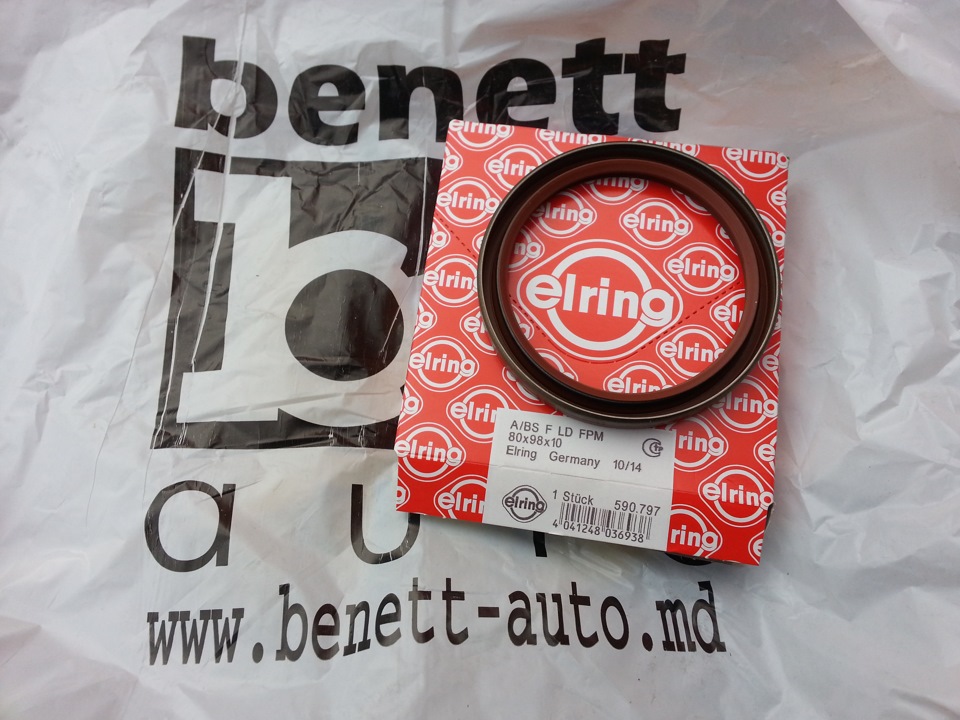 benett
b
auto
www.benett-auto.md
elring
A/BS F LD FPM
80x98x10
Elring Germany 10/14
elring
1 Stück 590.797
4 041248 036938